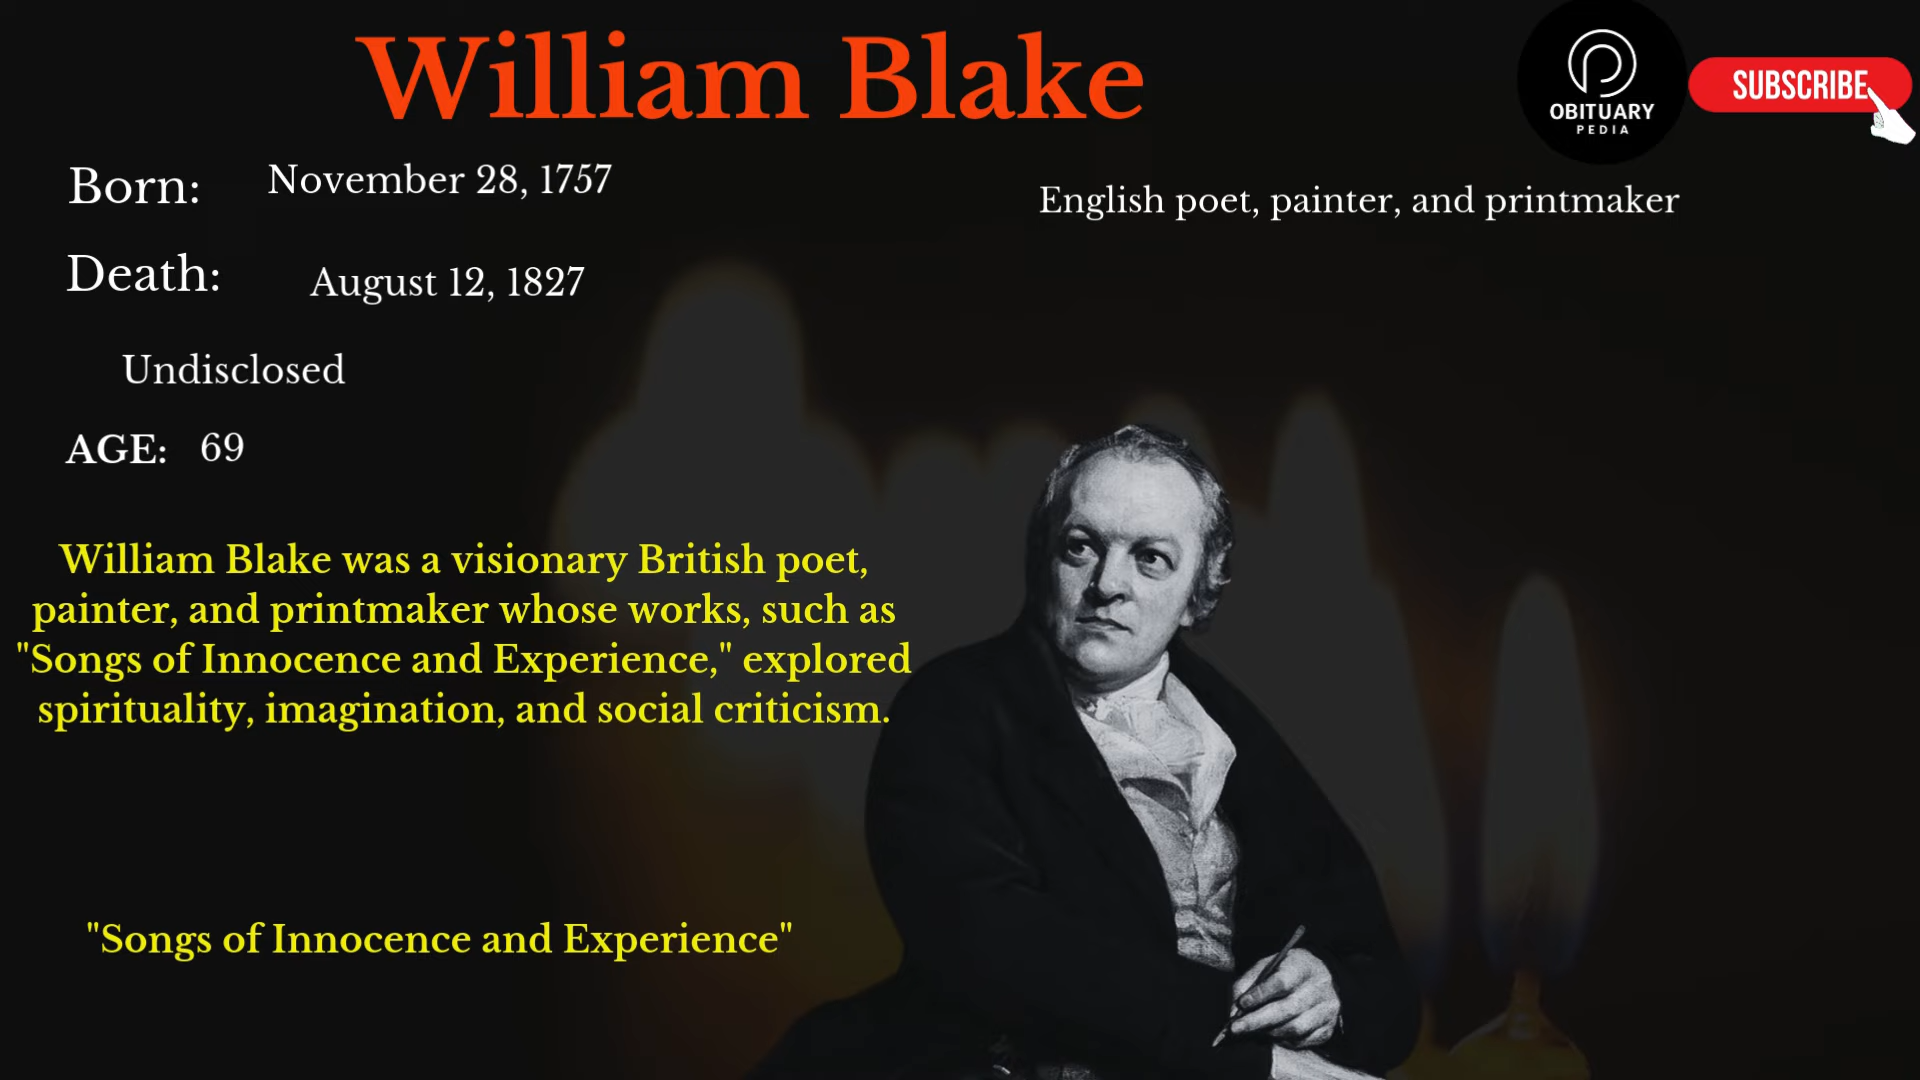 William Blake
OBITUARY
PEDIA
SUBSCRIBE
Born: November 28, 1757
English poet, painter, and printmaker
Death: August 12, 1827
Undisclosed
AGE: 69
William Blake was a visionary British poet,
painter, and printmaker whose works, such as
"Songs of Innocence and Experience," explored
spirituality, imagination, and social criticism.
"Songs of Innocence and Experience"